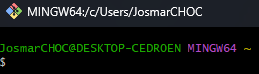 MINGW64:/c/Users/JosmarCHOC
JosmarCHOC@DESKTOP-CEDROEN MINGW64 ~
$